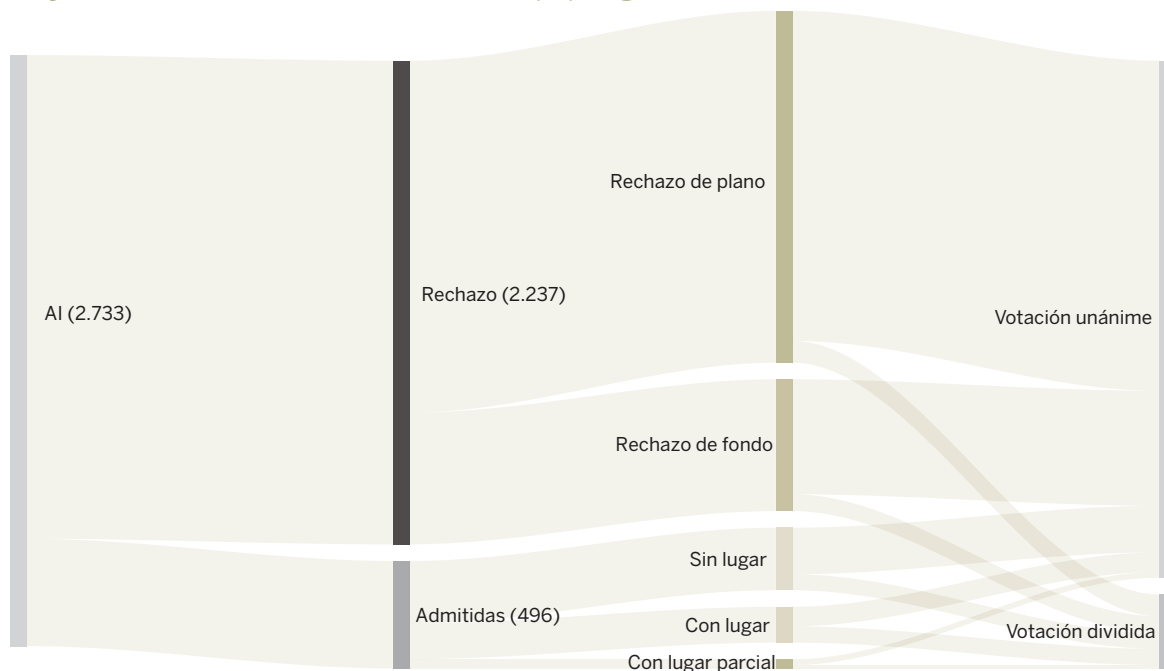 AI (2.733)
Rechazo (2.237)
Admitidas (496)
Rechazo de plano
Rechazo de fondo
Sin lugar
Con lugar
Con lugar parcial
Votación unánime
Votación dividida